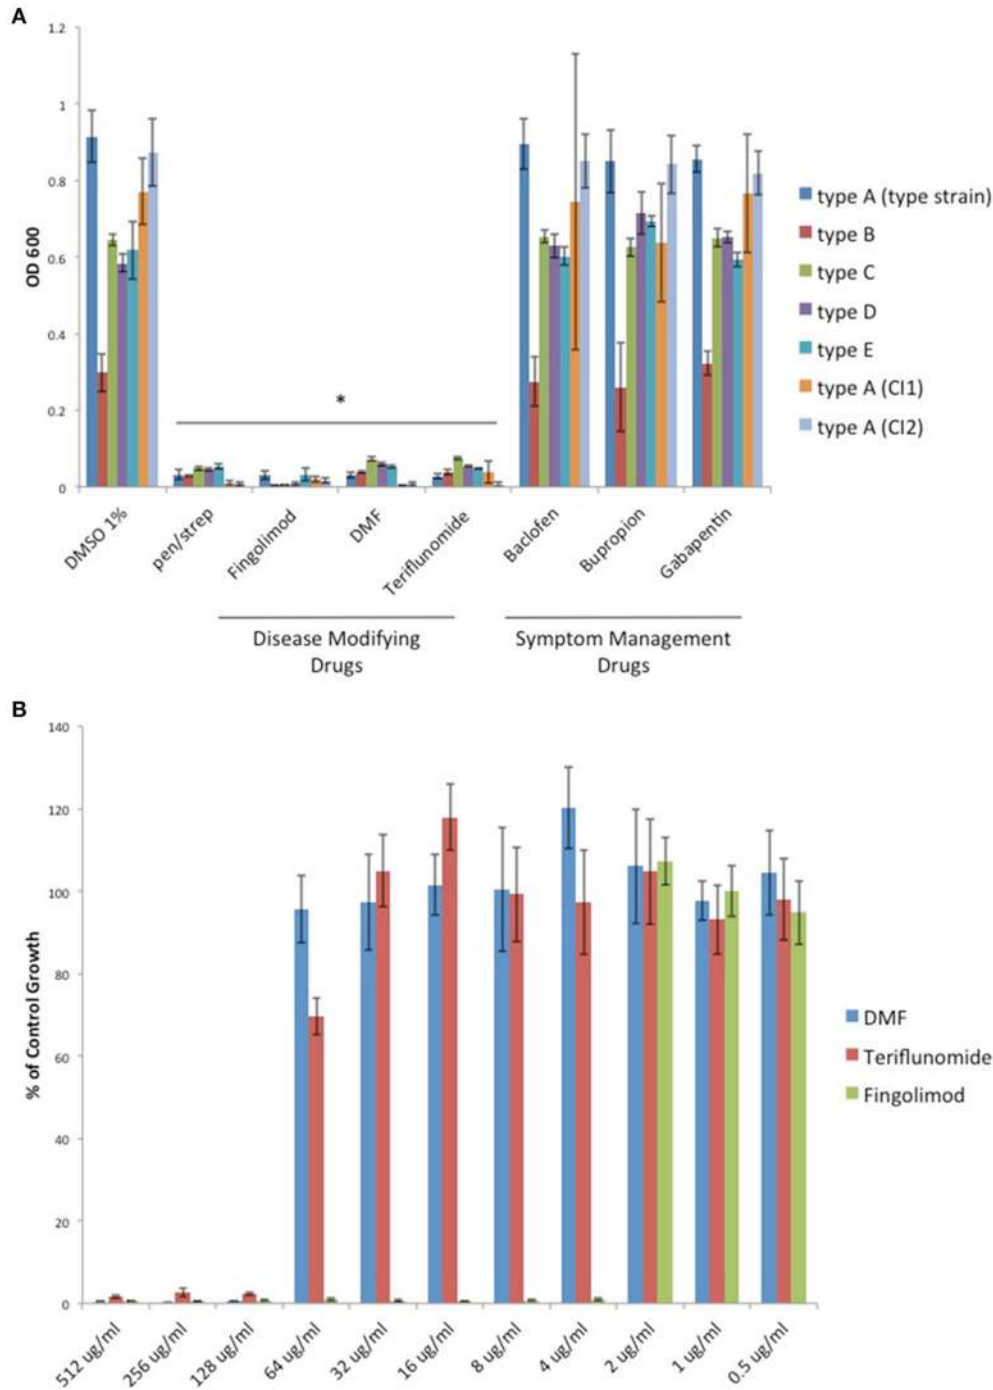 A
1.2
1
0.8
0.6
0.4
0.2
0
OD 600
*
DMSO 1%
pen/strep
Fingolimod
DMF
Teriflunomide
Baclofen
Bupropion
Gabapentin
Disease Modifying
Drugs
Symptom Management
Drugs
type A (type strain)
type B
type C
type D
type E
type A (CI1)
type A (CI2)
B
140
120
100
80
60
40
20
0
% of Control Growth
512 ug/ml
256 ug/ml
128 ug/ml
64 ug/ml
32 ug/ml
16 ug/ml
8 ug/ml
4 ug/ml
2 ug/ml
1 ug/ml
0.5 ug/ml
DMF
Teriflunomide
Fingolimod